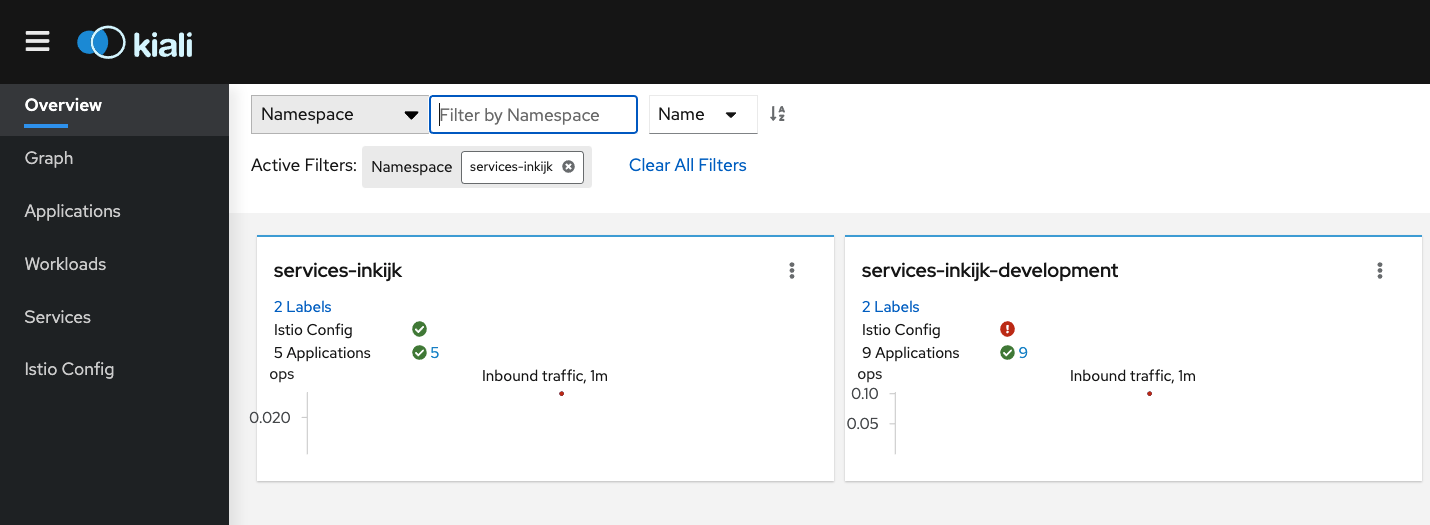 kiali
Overview
Graph
Applications
Workloads
Services
Istio Config
Namespace Filter by Namespace Name
Active Filters: Namespace services-inkijk Clear All Filters
services-inkijk
2 Labels
Istio Config
5 Applications 5
ops
Inbound traffic, 1m
0.020
services-inkijk-development
2 Labels
Istio Config
9 Applications 9
ops
Inbound traffic, 1m
0.10
0.05